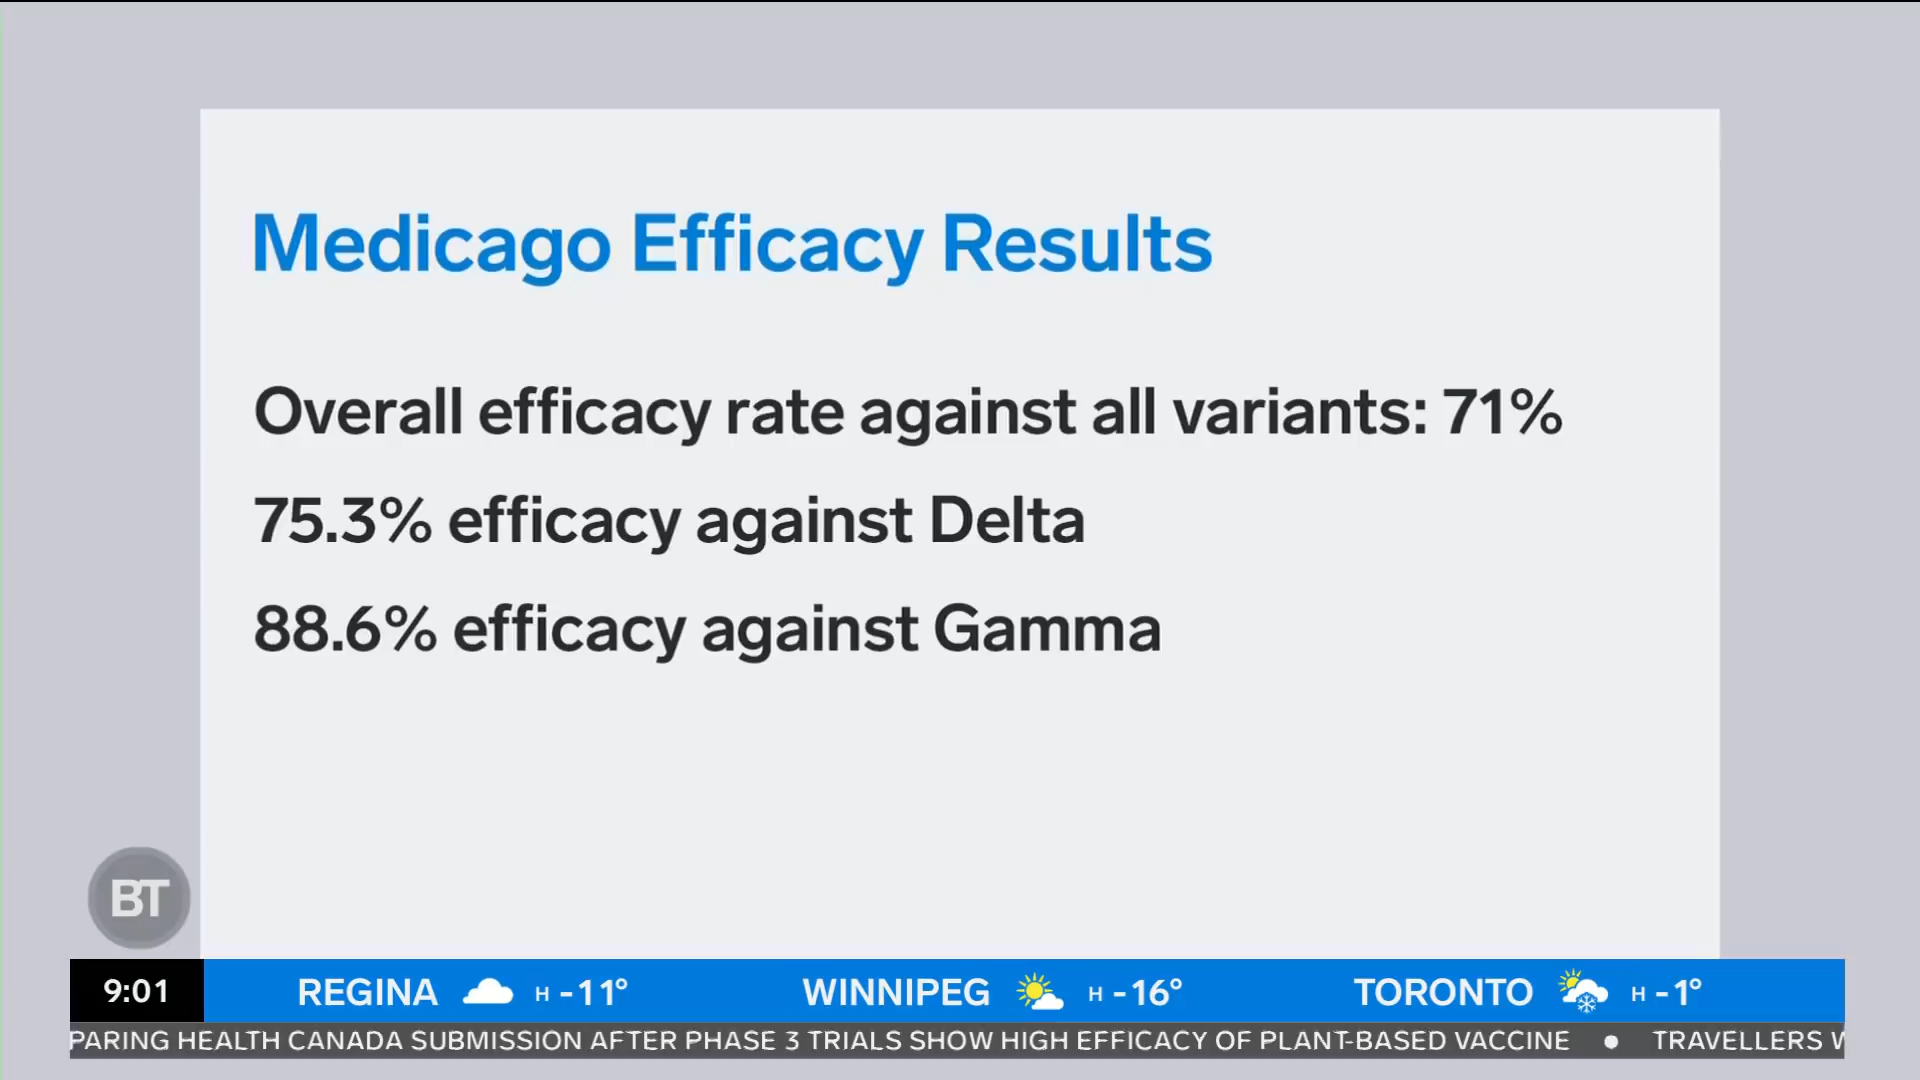 Medicago Efficacy Results
Overall efficacy rate against all variants: 71%
75.3% efficacy against Delta
88.6% efficacy against Gamma
BT
9:01 REGINA H -11° WINNIPEG H -16° TORONTO H -1°
PARING HEALTH CANADA SUBMISSION AFTER PHASE 3 TRIALS SHOW HIGH EFFICACY OF PLANT-BASED VACCINE ● TRAVELLERS